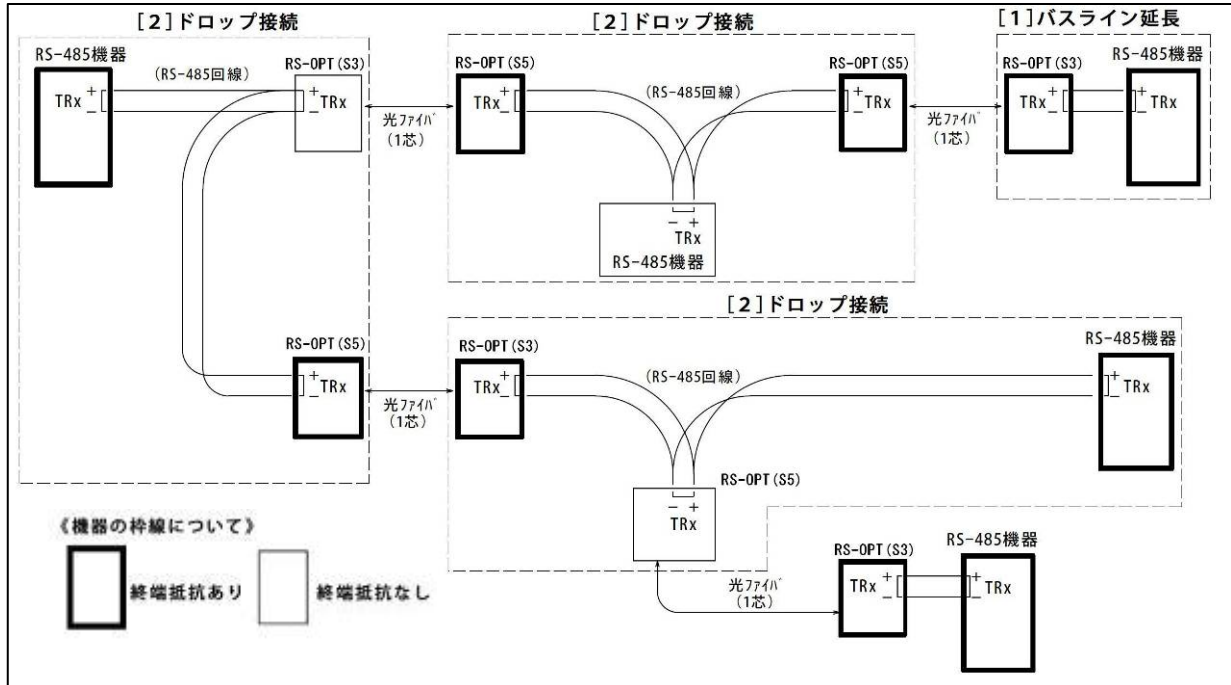 [2]ドロップ接続
RS-485機器
TRx
+
−
(RS-485回線)
RS-OPT(S3)
+
−
TRx
光ファイバ
(1芯)
RS-OPT(S5)
+
−
TRx
光ファイバ
(1芯)
[2]ドロップ接続
RS-OPT(S5)
TRx
+
−
(RS-485回線)
RS-OPT(S5)
+
−
TRx
− +
TRx
RS-485機器
光ファイバ
(1芯)
[1]バスライン延長
RS-OPT(S3)
TRx
+
−
RS-485機器
+
−
TRx
[2]ドロップ接続
RS-OPT(S3)
TRx
+
−
(RS-485回線)
RS-485機器
+
−
TRx
RS-OPT(S5)
− +
TRx
光ファイバ
(1芯)
RS-OPT(S3)
TRx
+
−
RS-485機器
+
−
TRx
《機器の枠線について》
終端抵抗あり
終端抵抗なし